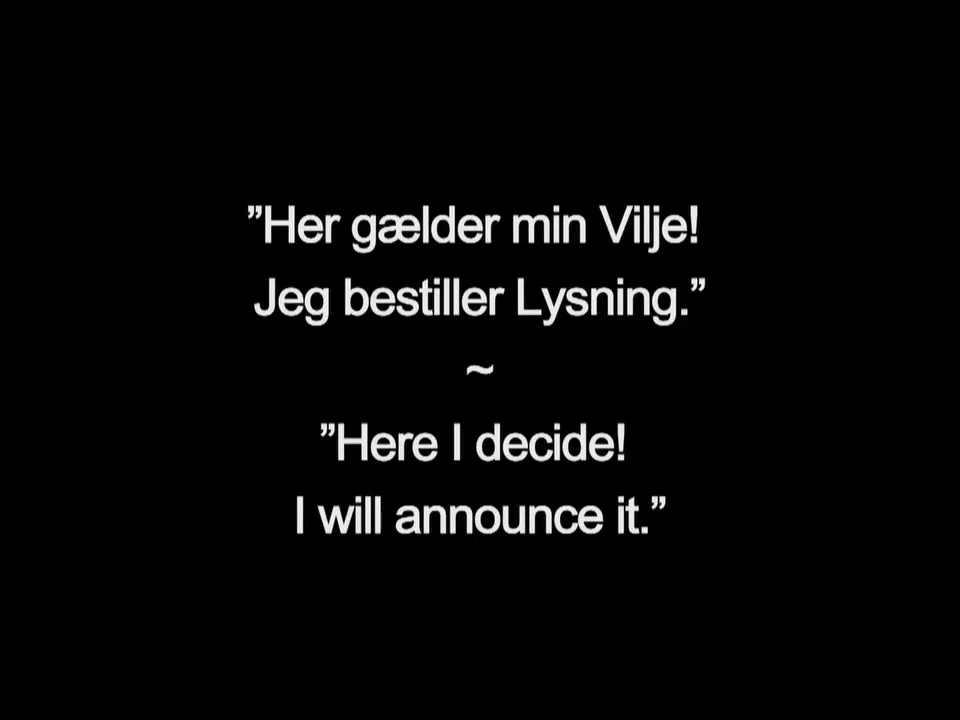 ”Her gælder min Vilje!
Jeg bestiller Lysning.”
~
”Here I decide!
I will announce it.”